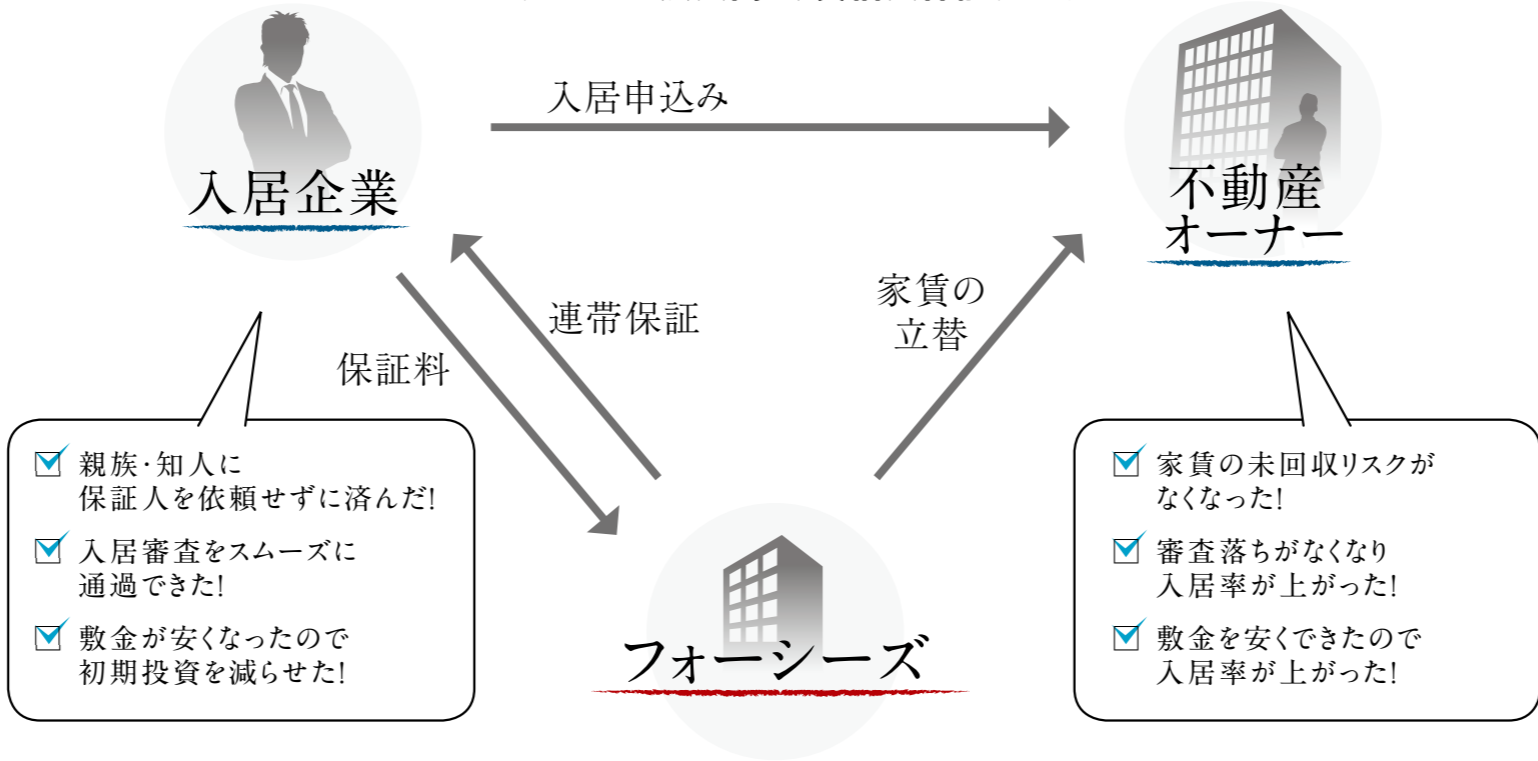 入居申込み
入居企業
不動産
オーナー
連帯保証
家賃の
立替
保証料
親族・知人に
保証人を依頼せずに済んだ!
入居審査をスムーズに
通過できた!
敷金が安くなったので
初期投資を減らせた!
家賃の未回収リスクが
なくなった!
審査落ちがなくなり
入居率が上がった!
敷金を安くできたので
入居率が上がった!
フォーシーズ